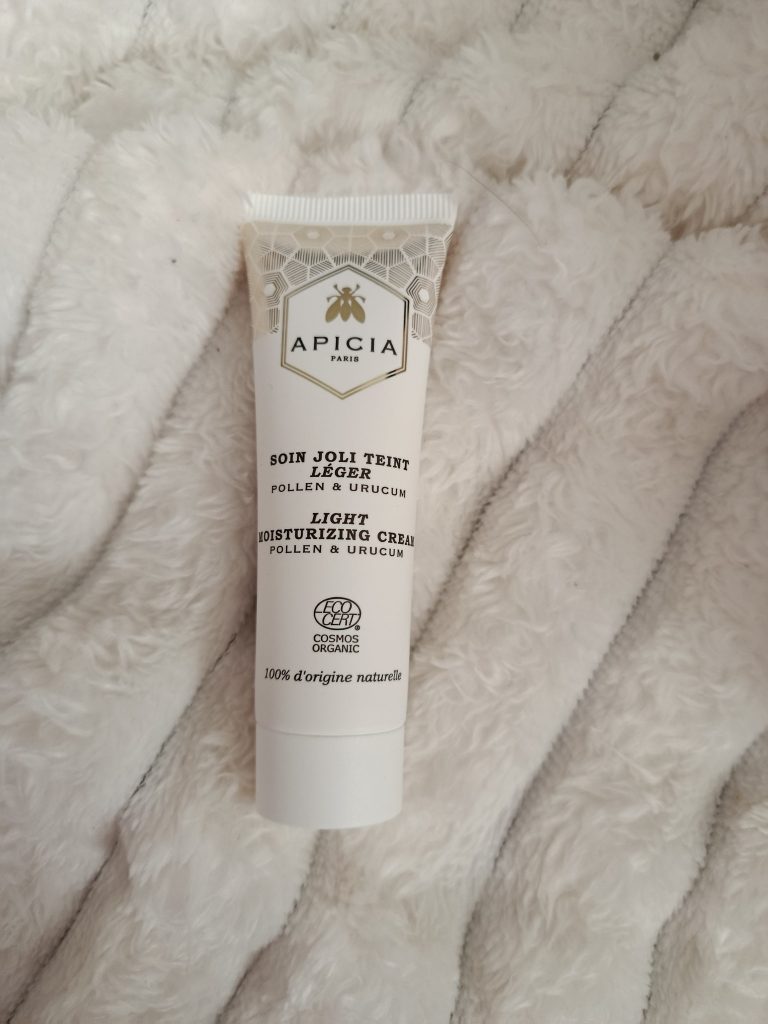 APICIA
PARIS
SOIN JOLI TEINT
LÉGER
POLLEN & URUCUM
LIGHT
MOISTURIZING CREAM
POLLEN & URUCUM
ECO
CERT®
COSMOS
ORGANIC
100% d'origine naturelle